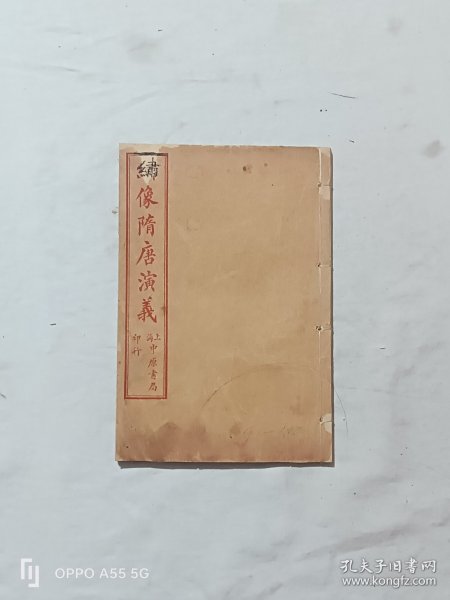 繡像隋唐演義
上海中原書局
印行
OPPO A55 5G
孔夫子旧书网
www.kongfz.com